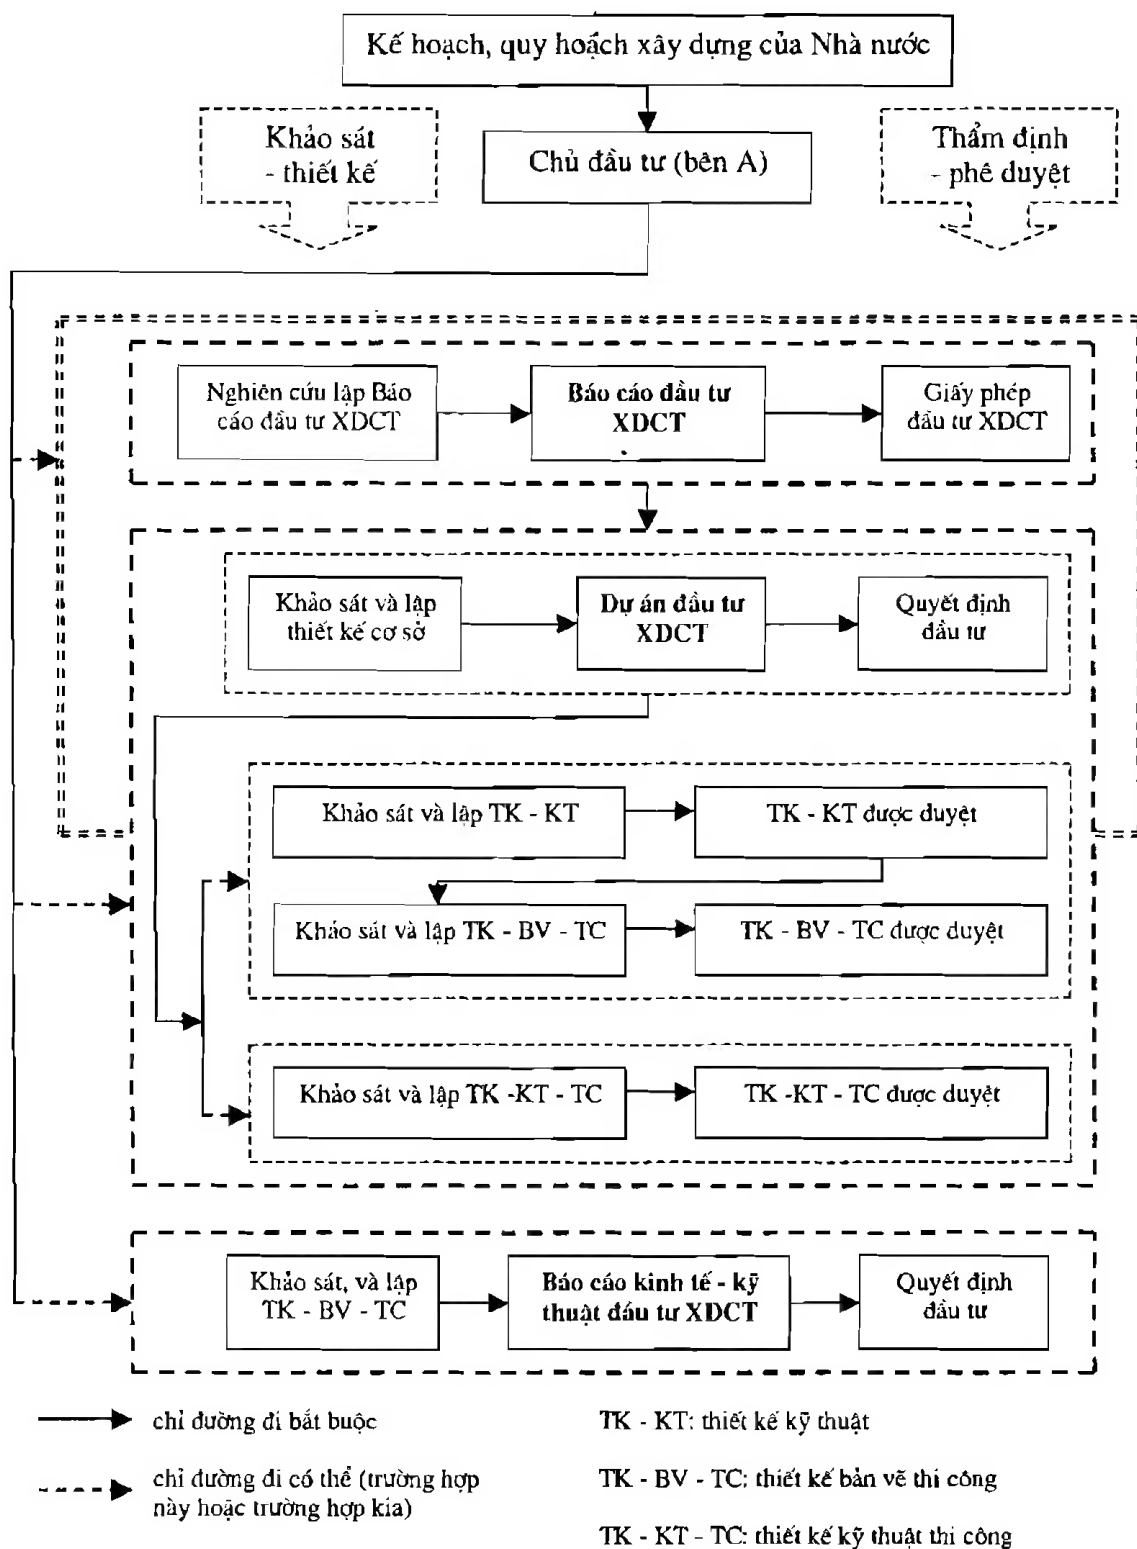 Kế hoạch, quy hoạch xây dựng của Nhà nước
Khảo sát
- thiết kế
Chủ đầu tư (bên A)
Thẩm định
- phê duyệt
Nghiên cứu lập Báo
cáo đầu tư XDCT
Báo cáo đầu tư
XDCT
Giấy phép
đầu tư XDCT
Khảo sát và lập
thiết kế cơ sở
Dự án đầu tư
XDCT
Quyết định
đầu tư
Khảo sát và lập TK - KT
TK - KT được duyệt
Khảo sát và lập TK - BV - TC
TK - BV - TC được duyệt
Khảo sát và lập TK -KT - TC
TK -KT - TC được duyệt
Khảo sát, và lập
TK - BV - TC
Báo cáo kinh tế - kỹ
thuật đầu tư XDCT
Quyết định
đầu tư
chỉ đường đi bắt buộc
TK - KT: thiết kế kỹ thuật
chỉ đường đi có thể (trường hợp
này hoặc trường hợp kia)
TK - BV - TC: thiết kế bản vẽ thi công
TK - KT - TC: thiết kế kỹ thuật thi công